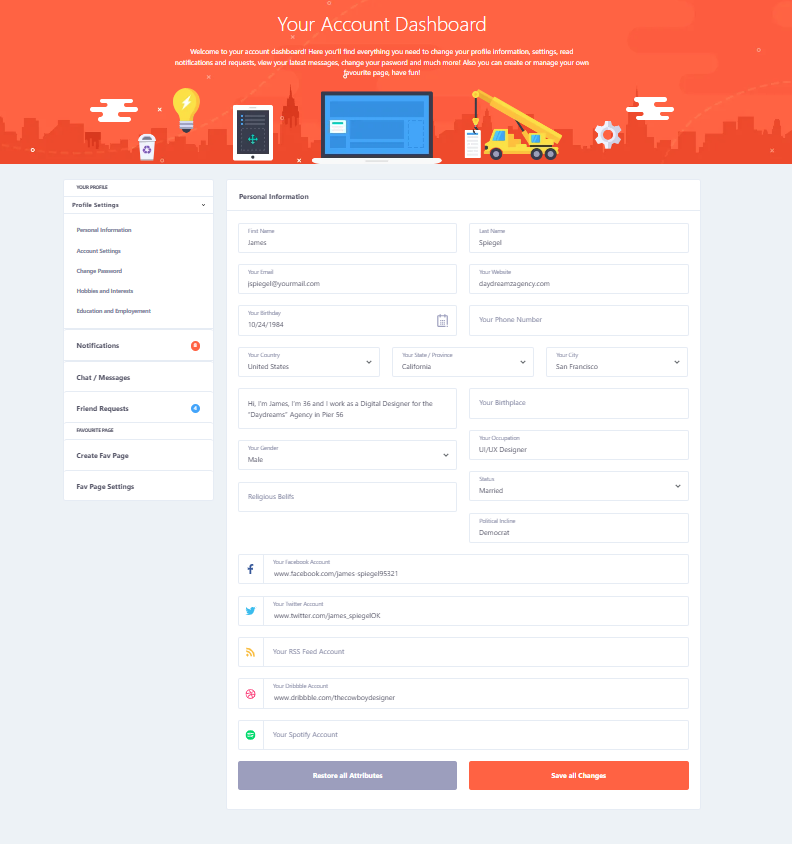 Your Account Dashboard
Welcome to your account dashboard! Here you'll find everything you need to change your profile information, settings, read
notifications and requests, view your latest messages, change your pasword and much more! Also you can create or manage your own
favourite page, have fun!
YOUR PROFILE
Profile Settings
Personal Information
Account Settings
Change Password
Hobbies and Interests
Education and Employement
Notifications
8
Chat / Messages
Friend Requests
4
FAVOURITE PAGE
Create Fav Page
Fav Page Settings
Personal Information
First Name
James
Last Name
Spiegel
Your Email
jspiegel@yourmail.com
Your Website
daydreamzagency.com
Your Birthday
10/24/1984
Your Phone Number
Your Country
United States
Your State / Province
California
Your City
San Francisco
Hi, I'm James, I'm 36 and I work as a Digital Designer for the
"Daydreams" Agency in Pier 56
Your Birthplace
Your Gender
Male
Your Occupation
UI/UX Designer
Religious Belifs
Status
Married
Political Incline
Democrat
Your Facebook Account
www.facebook.com/james-spiegel95321
Your Twitter Account
www.twitter.com/james_spiegelOK
Your RSS Feed Account
Your Dribbble Account
www.dribbble.com/thecowboydesigner
Your Spotify Account
Restore all Attributes
Save all Changes